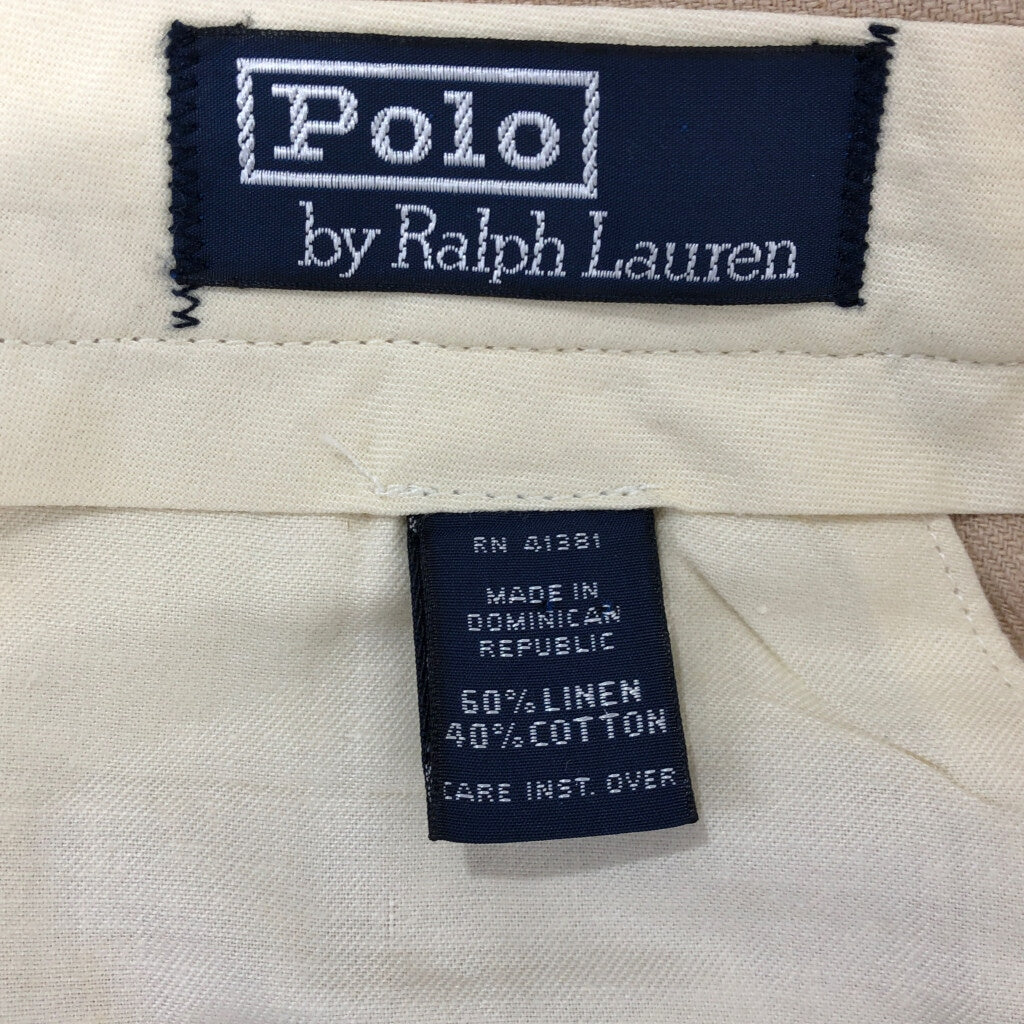 Polo
by Ralph Lauren
RN 41381
MADE IN
DOMINICAN
REPUBLIC
60% LINEN
40% COTTON
CARE INST. OVER